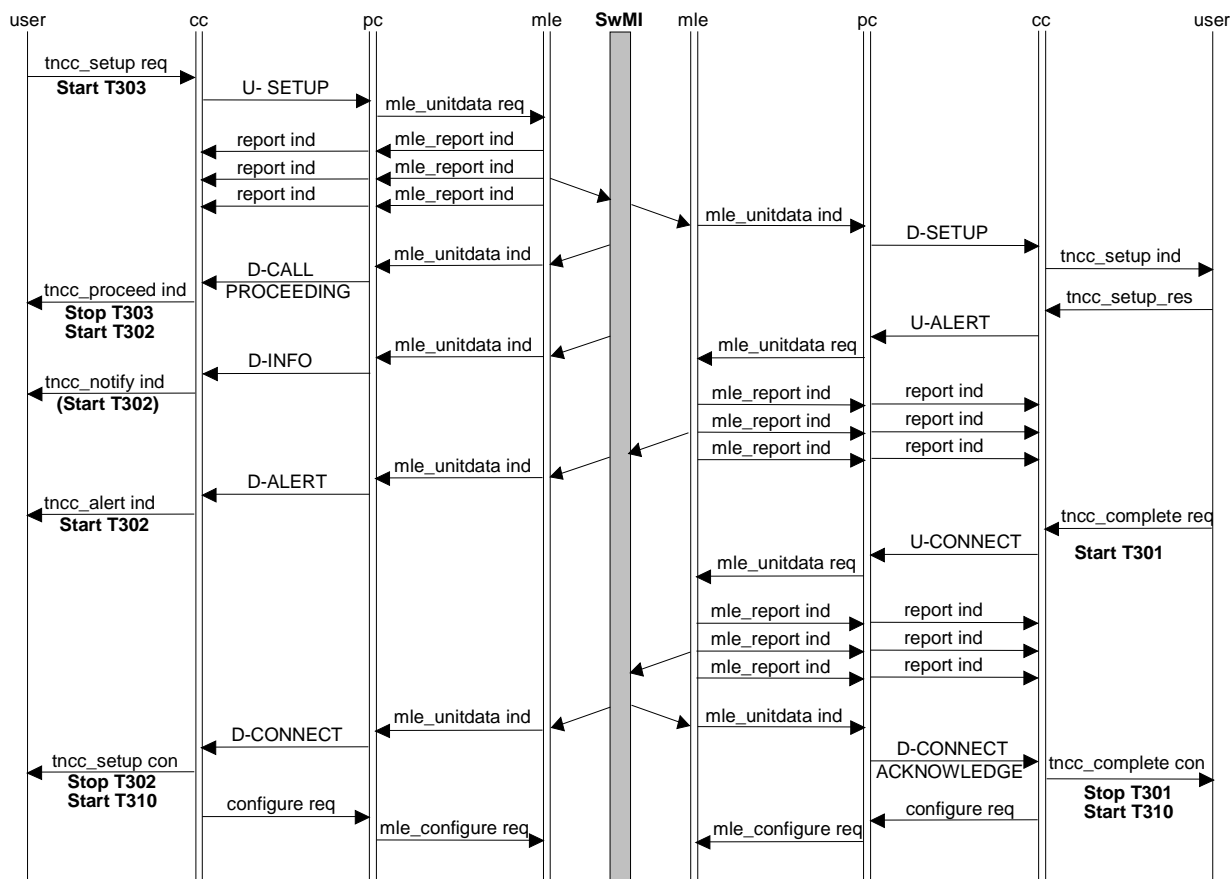 user cc pc mle SwMI mle pc cc user
tncc_setup req
Start T303
U- SETUP
mle_unitdata req
report ind
mle_report ind
report ind
mle_report ind
report ind
mle_report ind
mle_unitdata ind
D-SETUP
tncc_setup ind
mle_unitdata ind
D-CALL
PROCEEDING
tncc_proceed ind
Stop T303
Start T302
tncc_setup_res
U-ALERT
mle_unitdata req
mle_unitdata ind
D-INFO
tncc_notify ind
(Start T302)
mle_report ind
report ind
mle_report ind
report ind
mle_report ind
report ind
mle_unitdata ind
D-ALERT
tncc_alert ind
Start T302
tncc_complete req
Start T301
U-CONNECT
mle_unitdata req
mle_report ind
report ind
mle_report ind
report ind
mle_report ind
report ind
mle_unitdata ind
D-CONNECT
tncc_setup con
Stop T302
Start T310
mle_unitdata ind
D-CONNECT
ACKNOWLEDGE
tncc_complete con
Stop T301
Start T310
configure req
mle_configure req
configure req
mle_configure req